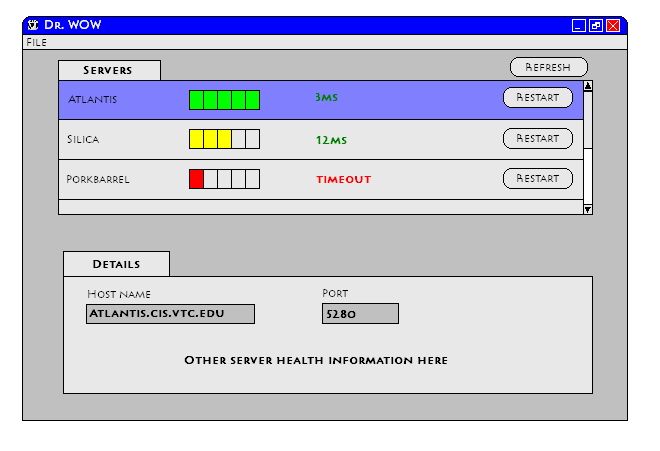 Dr. WOW
File
Servers
Refresh
Atlantis 3ms Restart
Silica 12ms Restart
Porkbarrel timeout Restart
Details
Host name Port
Atlantis.cis.vtc.edu 5280
Other server health information here